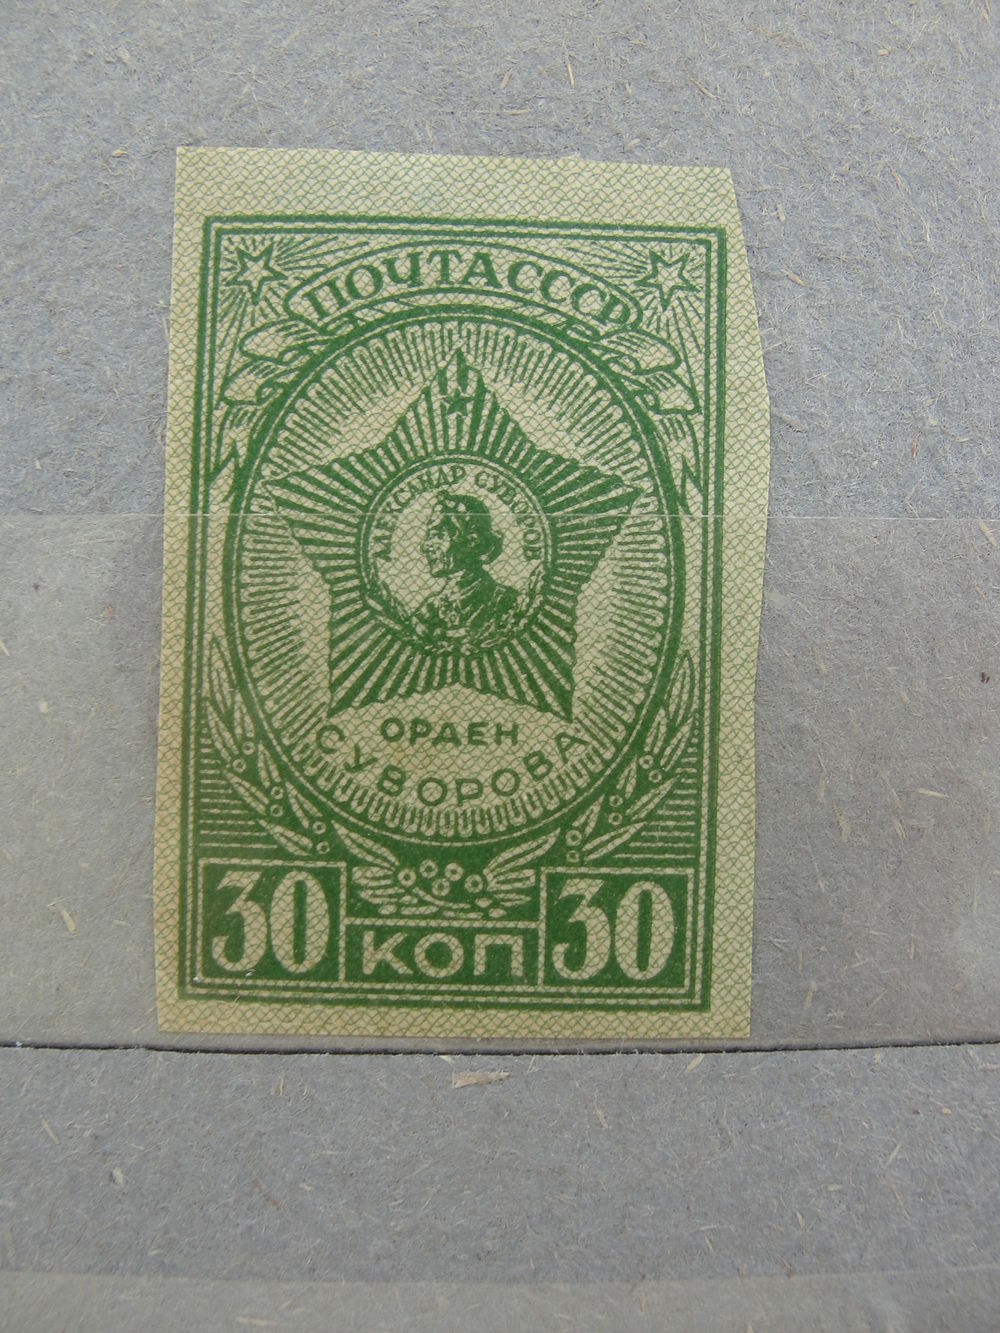 ПОЧТА СССР
АЛЕКСАНДР СУВОРОВ
ОРДЕН
СУВОРОВА
30 КОП 30